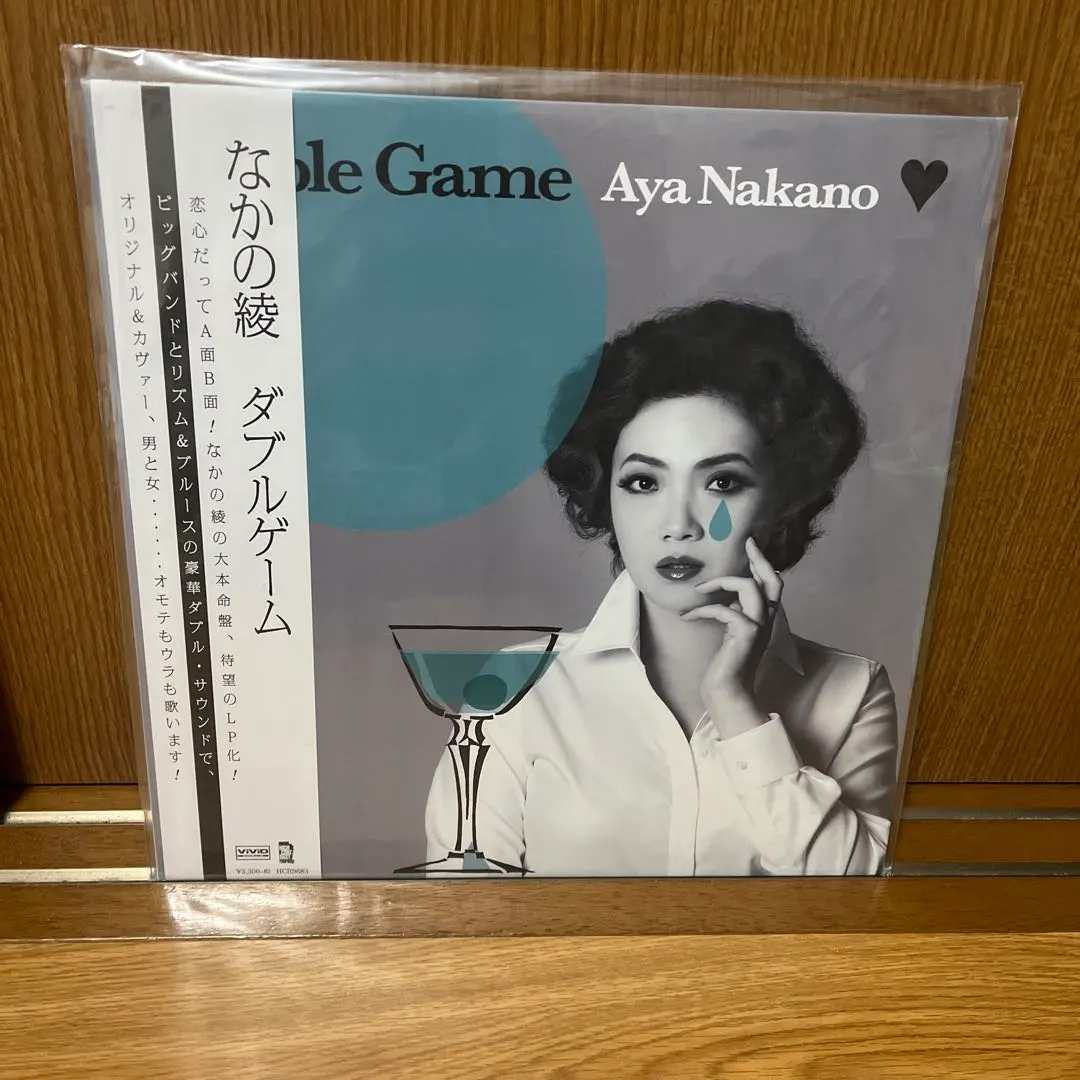 ble Game
Aya Nakano
なかの綾 ダブルゲーム
恋心だってA面B面!なかの綾の大本命盤、待望のLP化!
ビッグバンドとリズム&ブルースの豪華ダブル・サウンドで、
オリジナル&カヴァー、男と女・・・・・オモテもウラも歌います!
ViViD
¥3,300-税 HCR9683